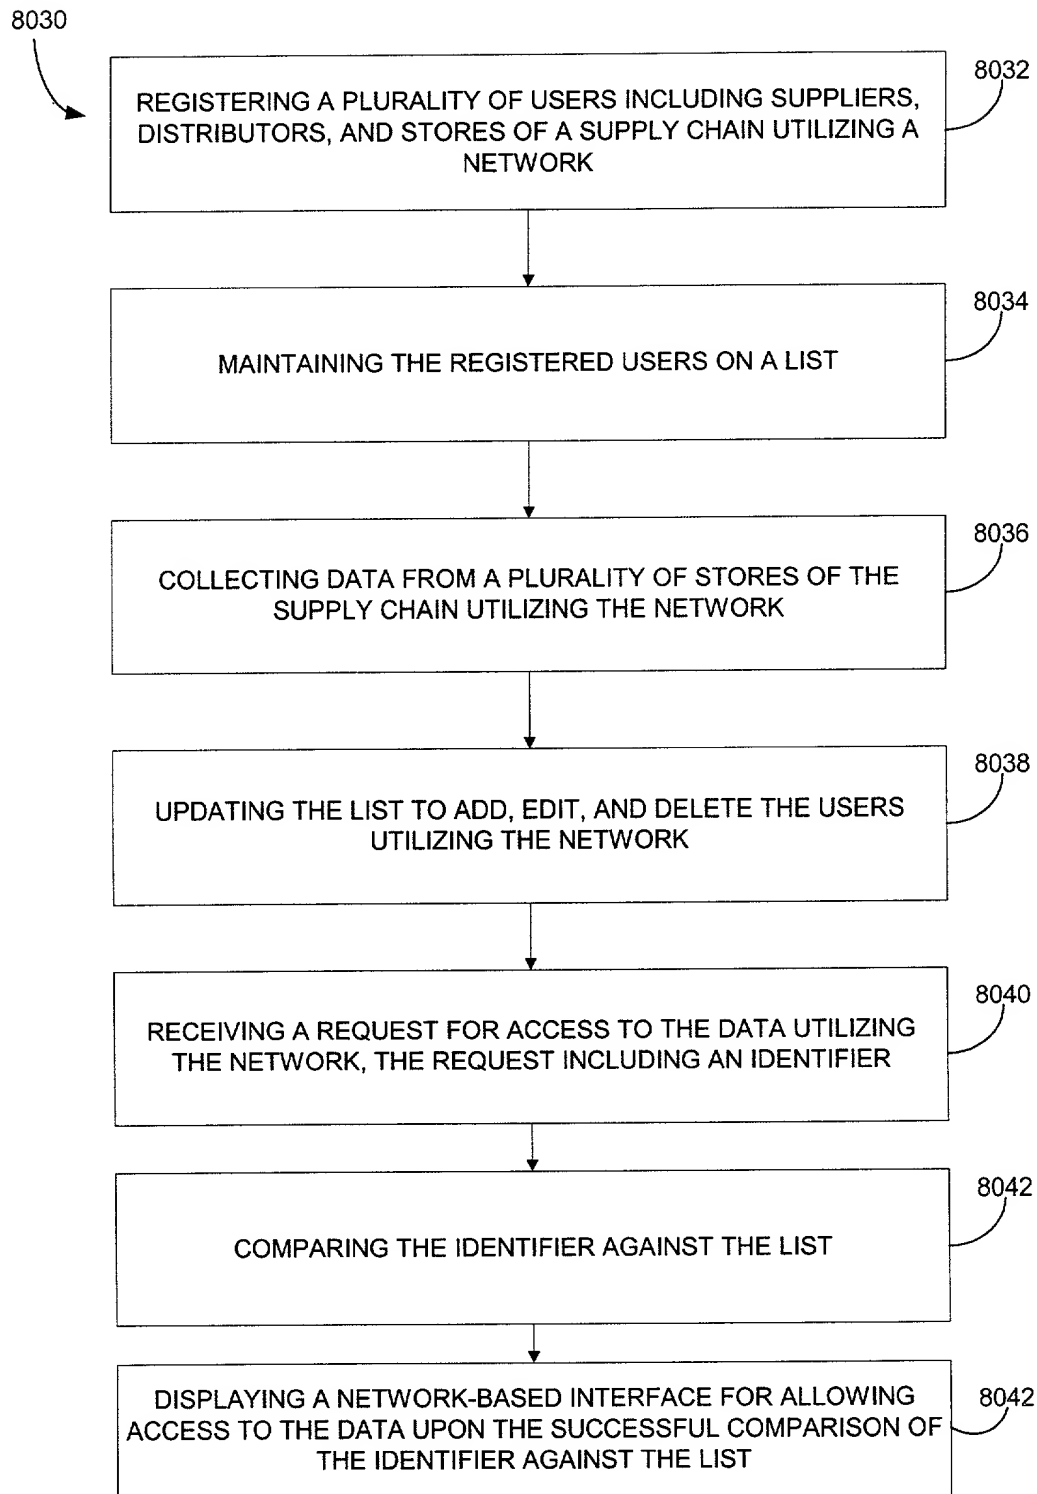 8030
8032
REGISTERING A PLURALITY OF USERS INCLUDING SUPPLIERS,
DISTRIBUTORS, AND STORES OF A SUPPLY CHAIN UTILIZING A
NETWORK
8034
MAINTAINING THE REGISTERED USERS ON A LIST
8036
COLLECTING DATA FROM A PLURALITY OF STORES OF THE
SUPPLY CHAIN UTILIZING THE NETWORK
8038
UPDATING THE LIST TO ADD, EDIT, AND DELETE THE USERS
UTILIZING THE NETWORK
8040
RECEIVING A REQUEST FOR ACCESS TO THE DATA UTILIZING
THE NETWORK, THE REQUEST INCLUDING AN IDENTIFIER
8042
COMPARING THE IDENTIFIER AGAINST THE LIST
8042
DISPLAYING A NETWORK-BASED INTERFACE FOR ALLOWING
ACCESS TO THE DATA UPON THE SUCCESSFUL COMPARISON OF
THE IDENTIFIER AGAINST THE LIST